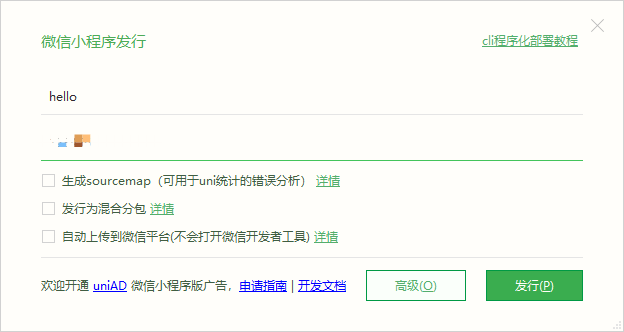 微信小程序发行 cli程序化部署教程
hello
生成sourcemap（可用于uni统计的错误分析） 详情
发行为混合分包 详情
自动上传到微信平台(不会打开微信开发者工具) 详情
欢迎开通 uniAD 微信小程序版广告，申请指南 | 开发文档 高级(O) 发行(P)